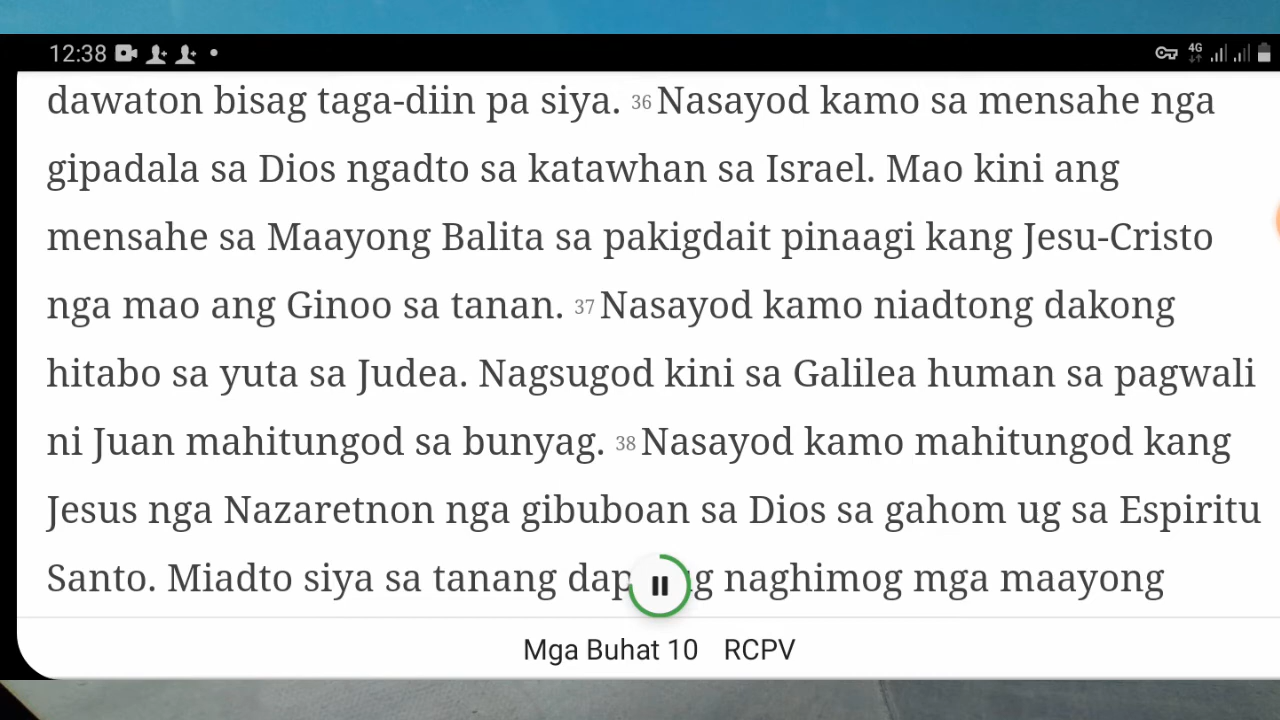 12:38
4G
dawaton bisag taga-diin pa siya. 36 Nasayod kamo sa mensahe nga
gipadala sa Dios ngadto sa katawhan sa Israel. Mao kini ang
mensahe sa Maayong Balita sa pakigdait pinaagi kang Jesu-Cristo
nga mao ang Ginoo sa tanan. 37 Nasayod kamo niadtong dakong
hitabo sa yuta sa Judea. Nagsugod kini sa Galilea human sa pagwali
ni Juan mahitungod sa bunyag. 38 Nasayod kamo mahitungod kang
Jesus nga Nazaretnon nga gibuboan sa Dios sa gahom ug sa Espiritu
Santo. Miadto siya sa tanang naghimog mga maayong
Mga Buhat 10 RCPV